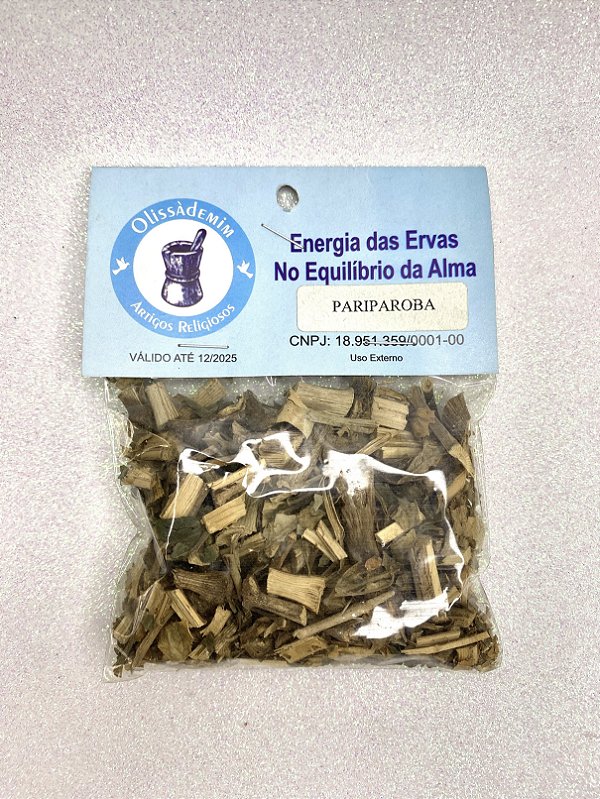 Olissàdemim
Artigos Religiosos
VÁLIDO ATÉ 12/2025
Energia das Ervas
No Equilíbrio da Alma
PARIPAROBA
CNPJ: 18.951.359/0001-00
Uso Externo